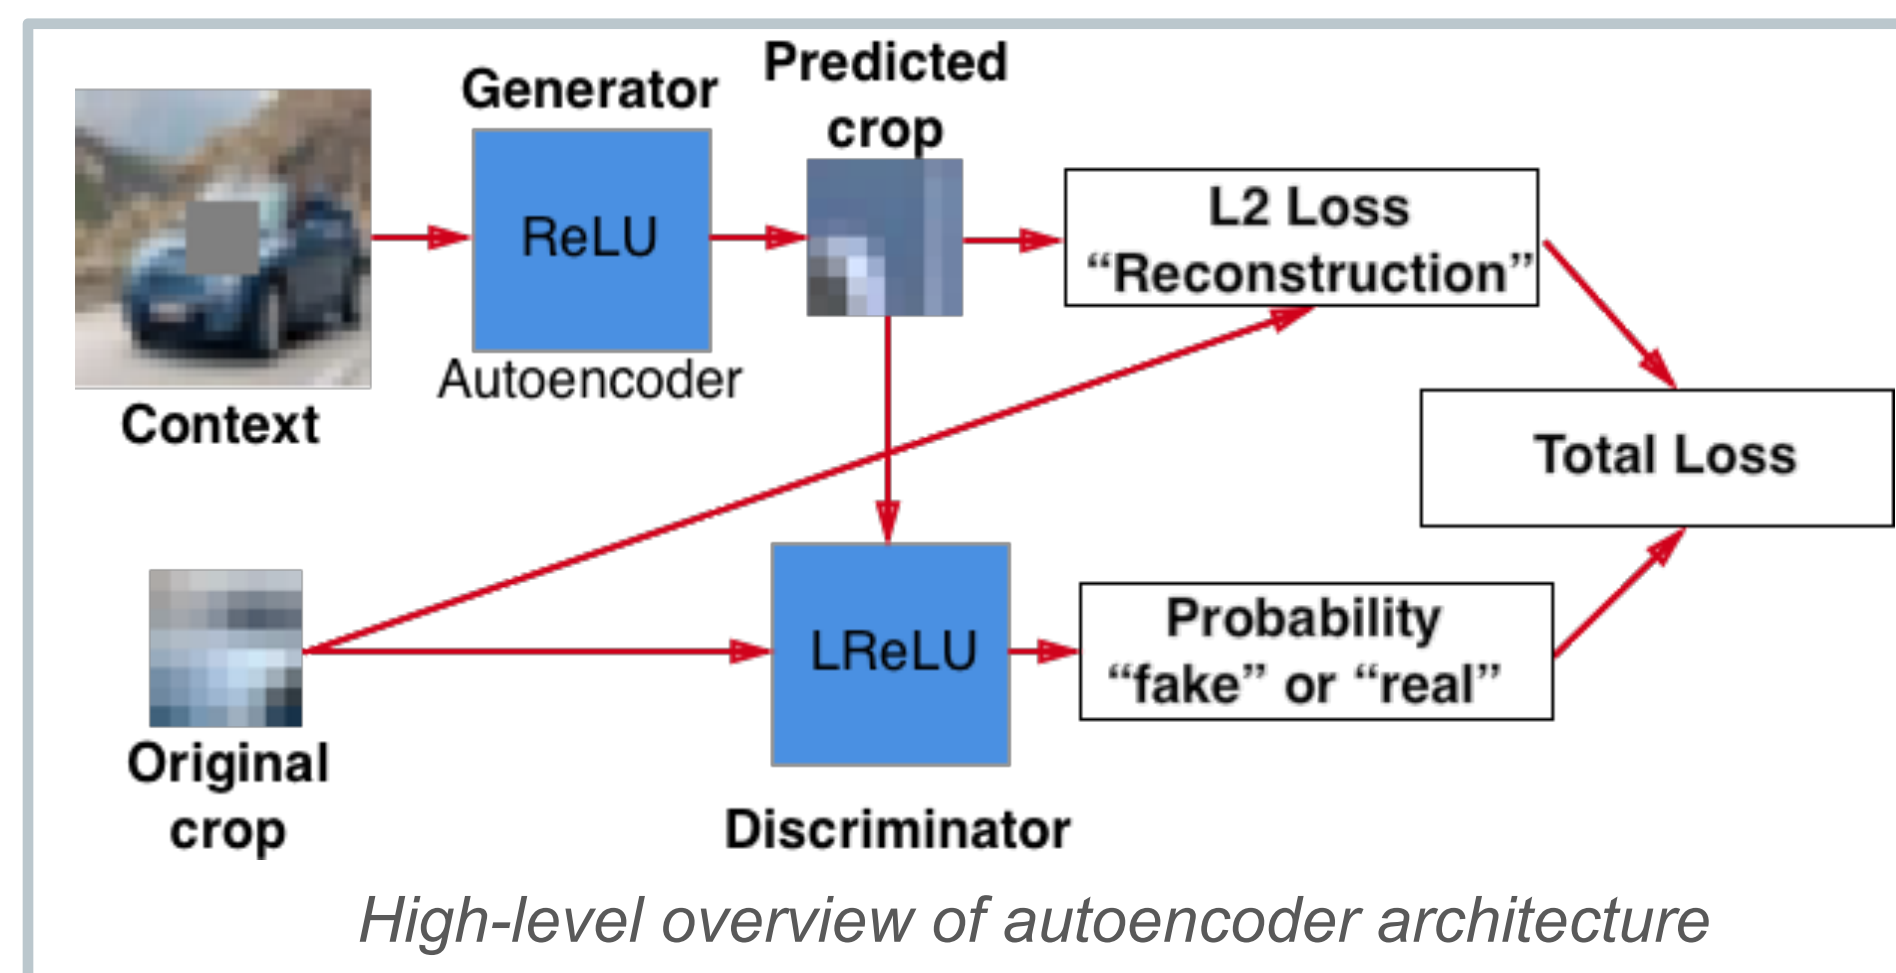 Generator
Predicted
crop
ReLU
Autoencoder
L2 Loss
“Reconstruction”
Context
Total Loss
Original
crop
LReLU
Discriminator
Probability
“fake” or “real”
High-level overview of autoencoder architecture